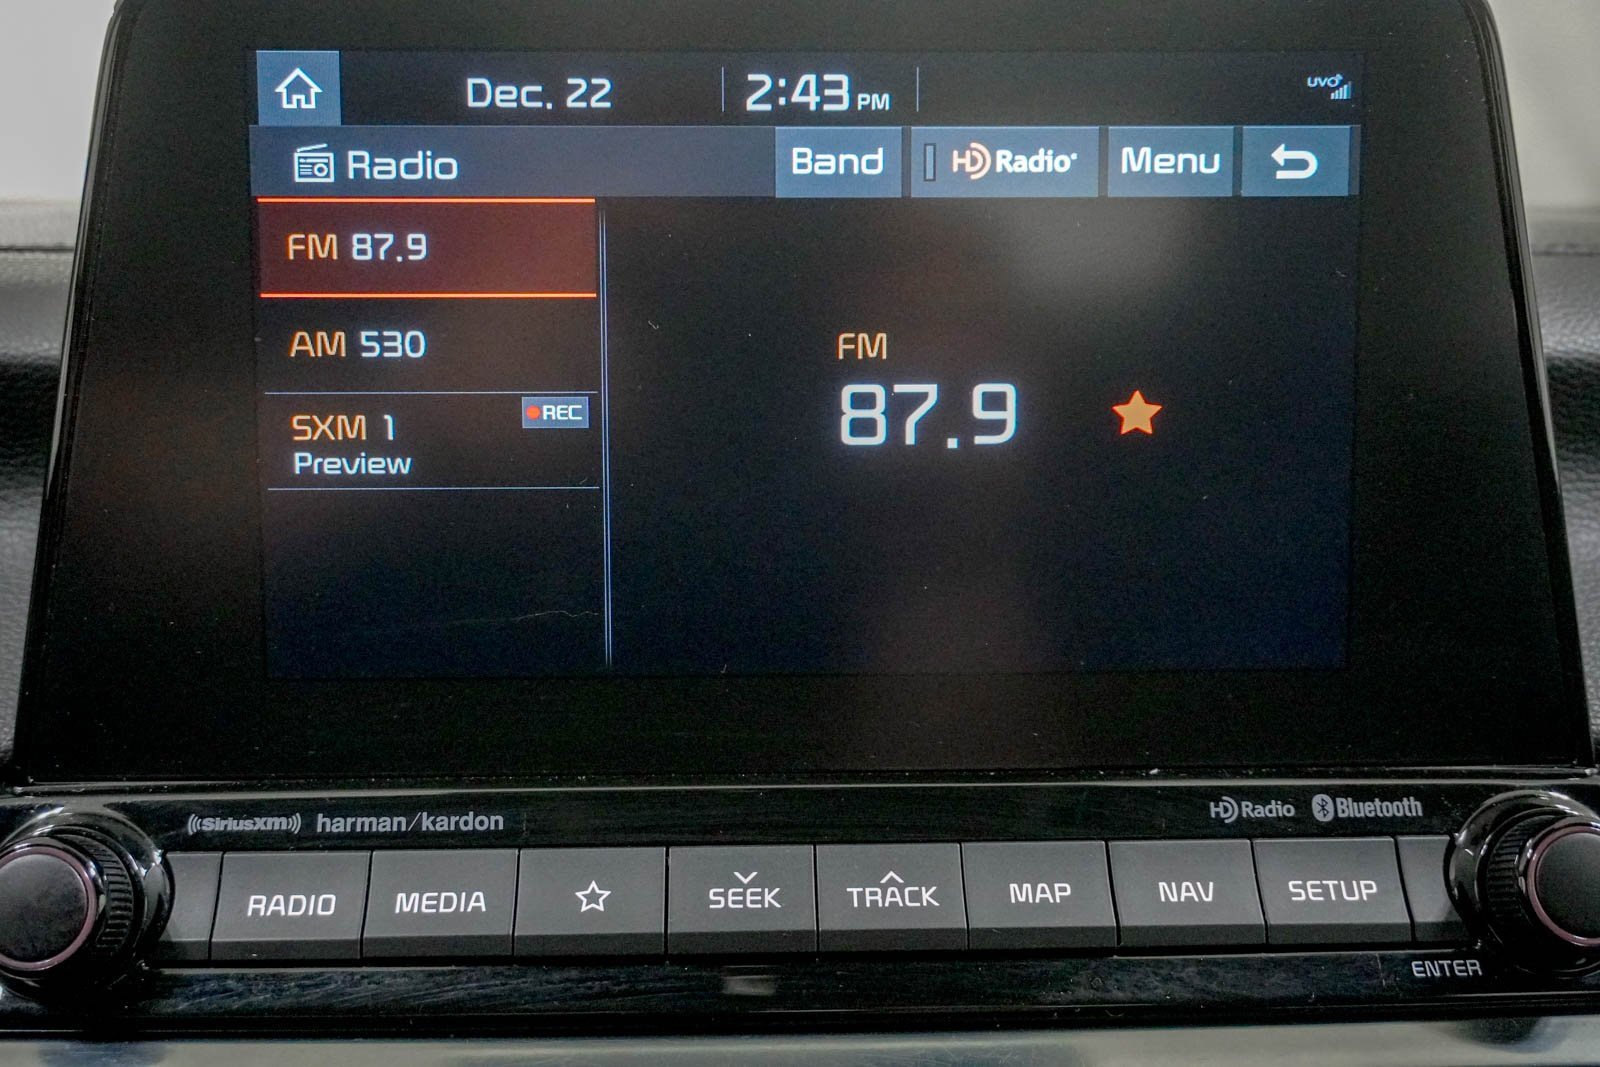 Dec. 22
2:43 PM
UVO
Radio
Band
HD Radio
Menu
FM 87.9
AM 530
SXM 1
REC
Preview
FM
87.9
((SiriusXM)) harman/kardon
HD Radio Bluetooth
RADIO
MEDIA
SEEK
TRACK
MAP
NAV
SETUP
ENTER